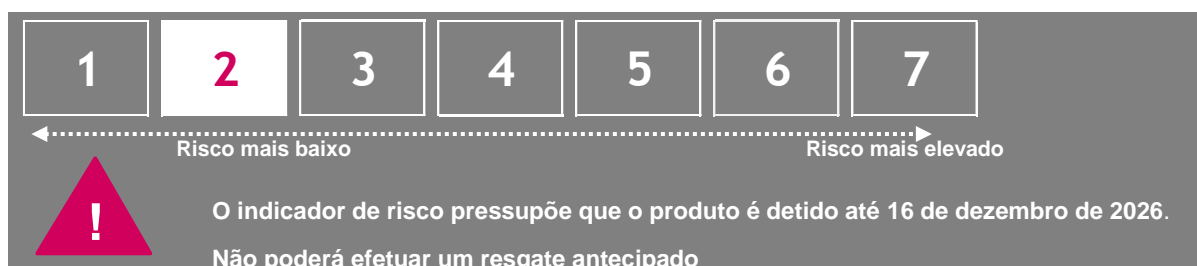 1 2 3 4 5 6 7
Risco mais baixo Risco mais elevado
!
O indicador de risco pressupõe que o produto é detido até 16 de dezembro de 2026.
Não poderá efetuar um resgate antecipado